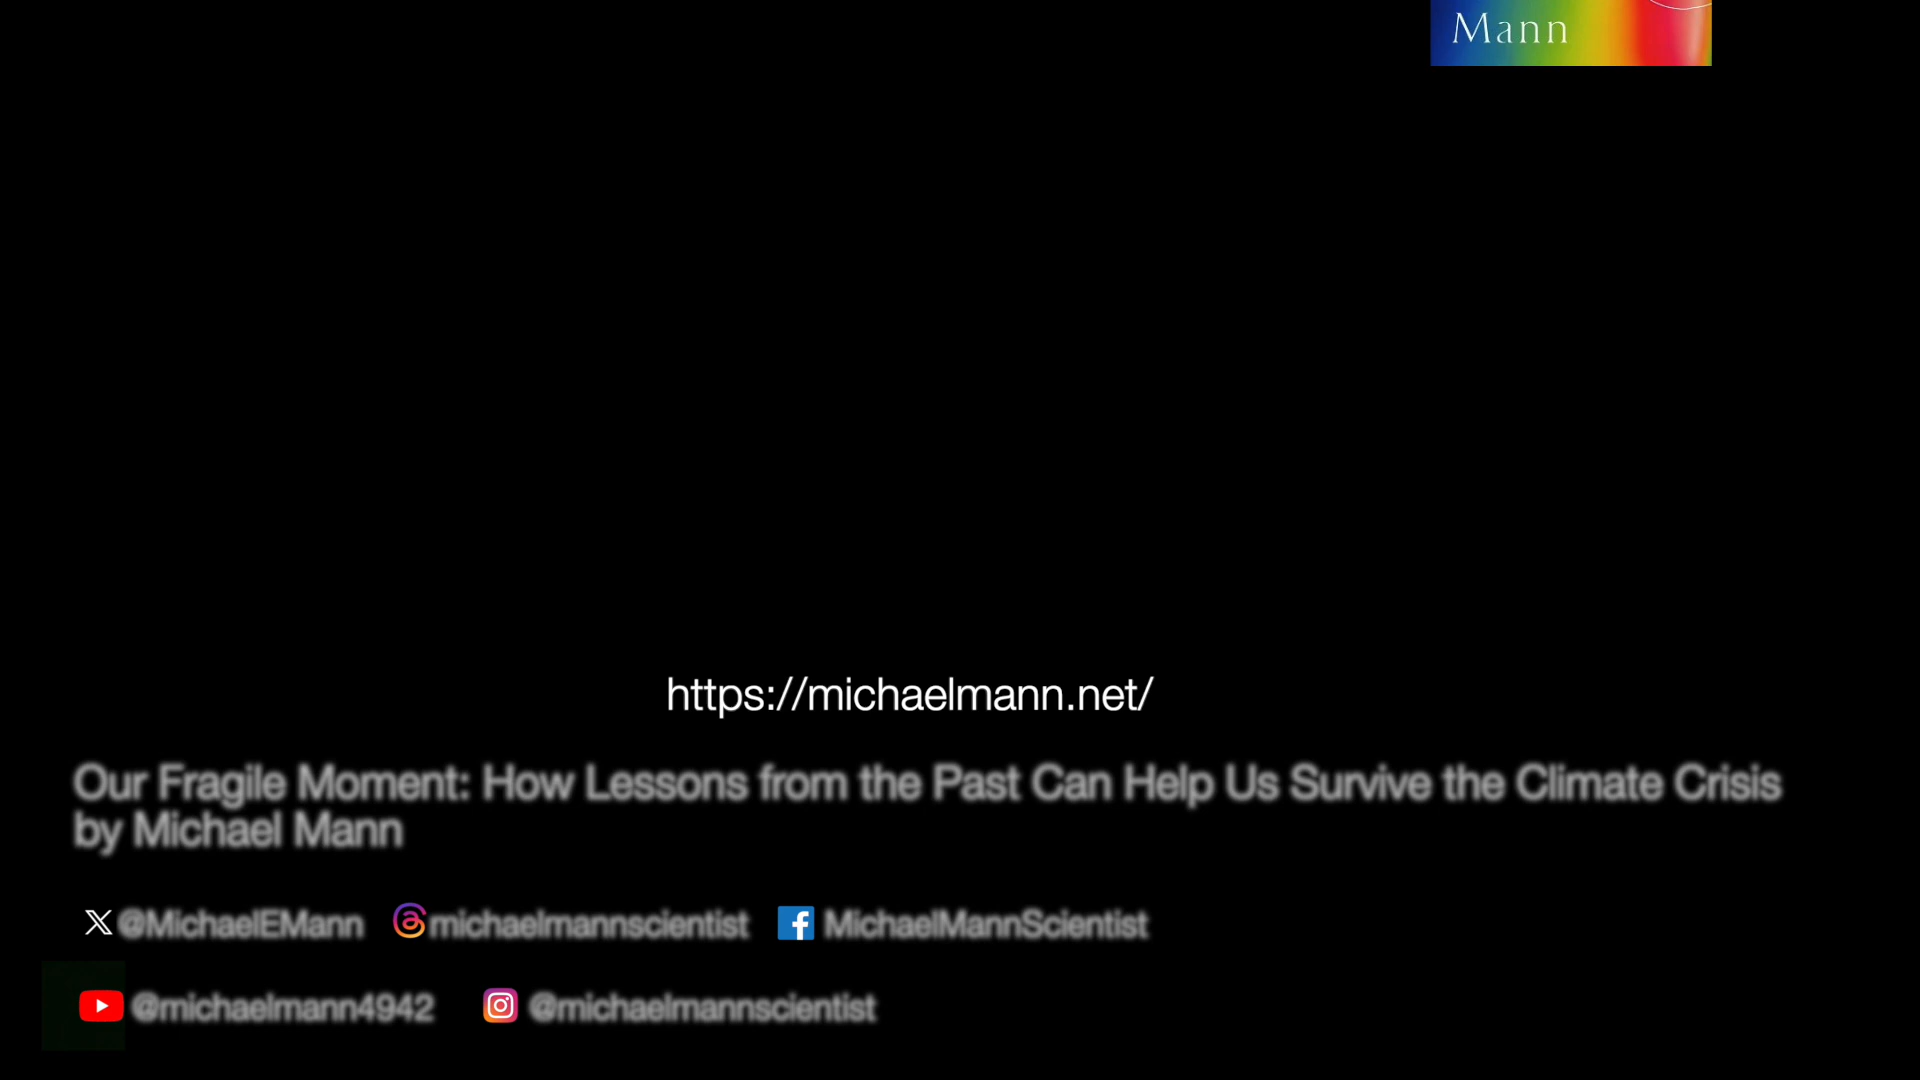 Mann
https://michaelmann.net/
Our Fragile Moment: How Lessons from the Past Can Help Us Survive the Climate Crisis
by Michael Mann
@MichaelEMann michaelmannscientist MichaelMannScientist
@michaelmann4942 @michaelmannscientist